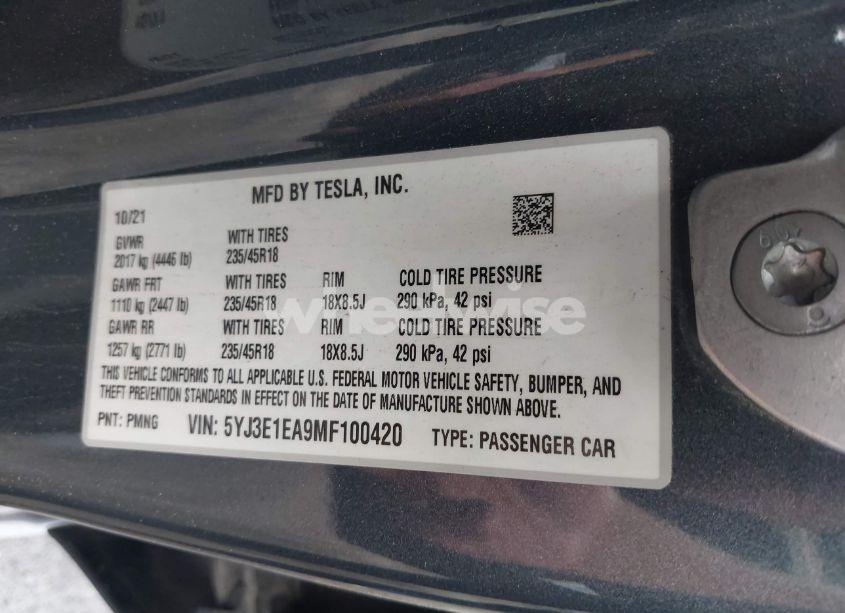 MFD BY TESLA, INC.
10/21
GVWR WITH TIRES
2017 kg (4446 lb) 235/45R18
GAWR FRT WITH TIRES RIM COLD TIRE PRESSURE
1110 kg (2447 lb) 235/45R18 18X8.5J 290 kPa, 42 psi
GAWR RR WITH TIRES RIM COLD TIRE PRESSURE
1257 kg (2771 lb) 235/45R18 18X8.5J 290 kPa, 42 psi
THIS VEHICLE CONFORMS TO ALL APPLICABLE U.S. FEDERAL MOTOR VEHICLE SAFETY, BUMPER, AND
THEFT PREVENTION STANDARDS IN EFFECT ON THE DATE OF MANUFACTURE SHOWN ABOVE.
PNT: PMNG VIN: 5YJ3E1EA9MF100420 TYPE: PASSENGER CAR